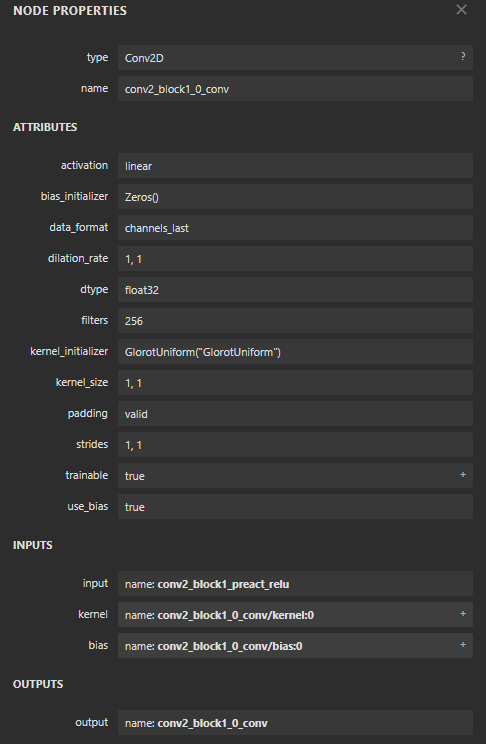 NODE PROPERTIES
type Conv2D ?
name conv2_block1_0_conv
ATTRIBUTES
activation linear
bias_initializer Zeros()
data_format channels_last
dilation_rate 1, 1
dtype float32
filters 256
kernel_initializer GlorotUniform("GlorotUniform")
kernel_size 1, 1
padding valid
strides 1, 1
trainable true +
use_bias true
INPUTS
input name: conv2_block1_preact_relu
kernel name: conv2_block1_0_conv/kernel:0 +
bias name: conv2_block1_0_conv/bias:0 +
OUTPUTS
output name: conv2_block1_0_conv